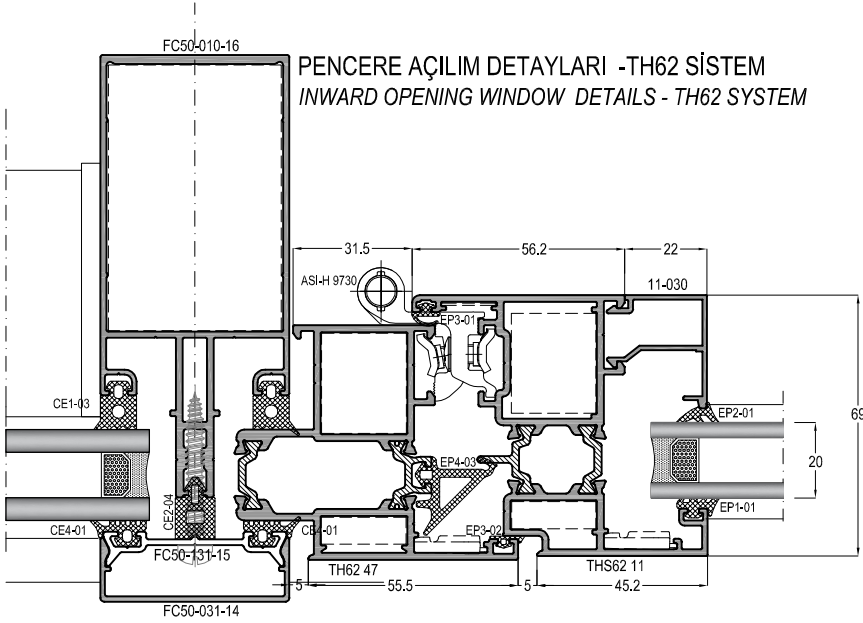 FC50-010-16
PENCERE AÇILIM DETAYLARI -TH62 SİSTEM
INWARD OPENING WINDOW DETAILS - TH62 SYSTEM
31.5
56.2
22
ASI-H 9730
11-030
EP3-01
CE1-03
EP2-01
69
EP4-03
20
CE2-04
EP1-01
CE4-01
CE4-01
EP3-02
FC50-131-15
TH62 47
THS62 11
5
55.5
5
45.2
FC50-031-14